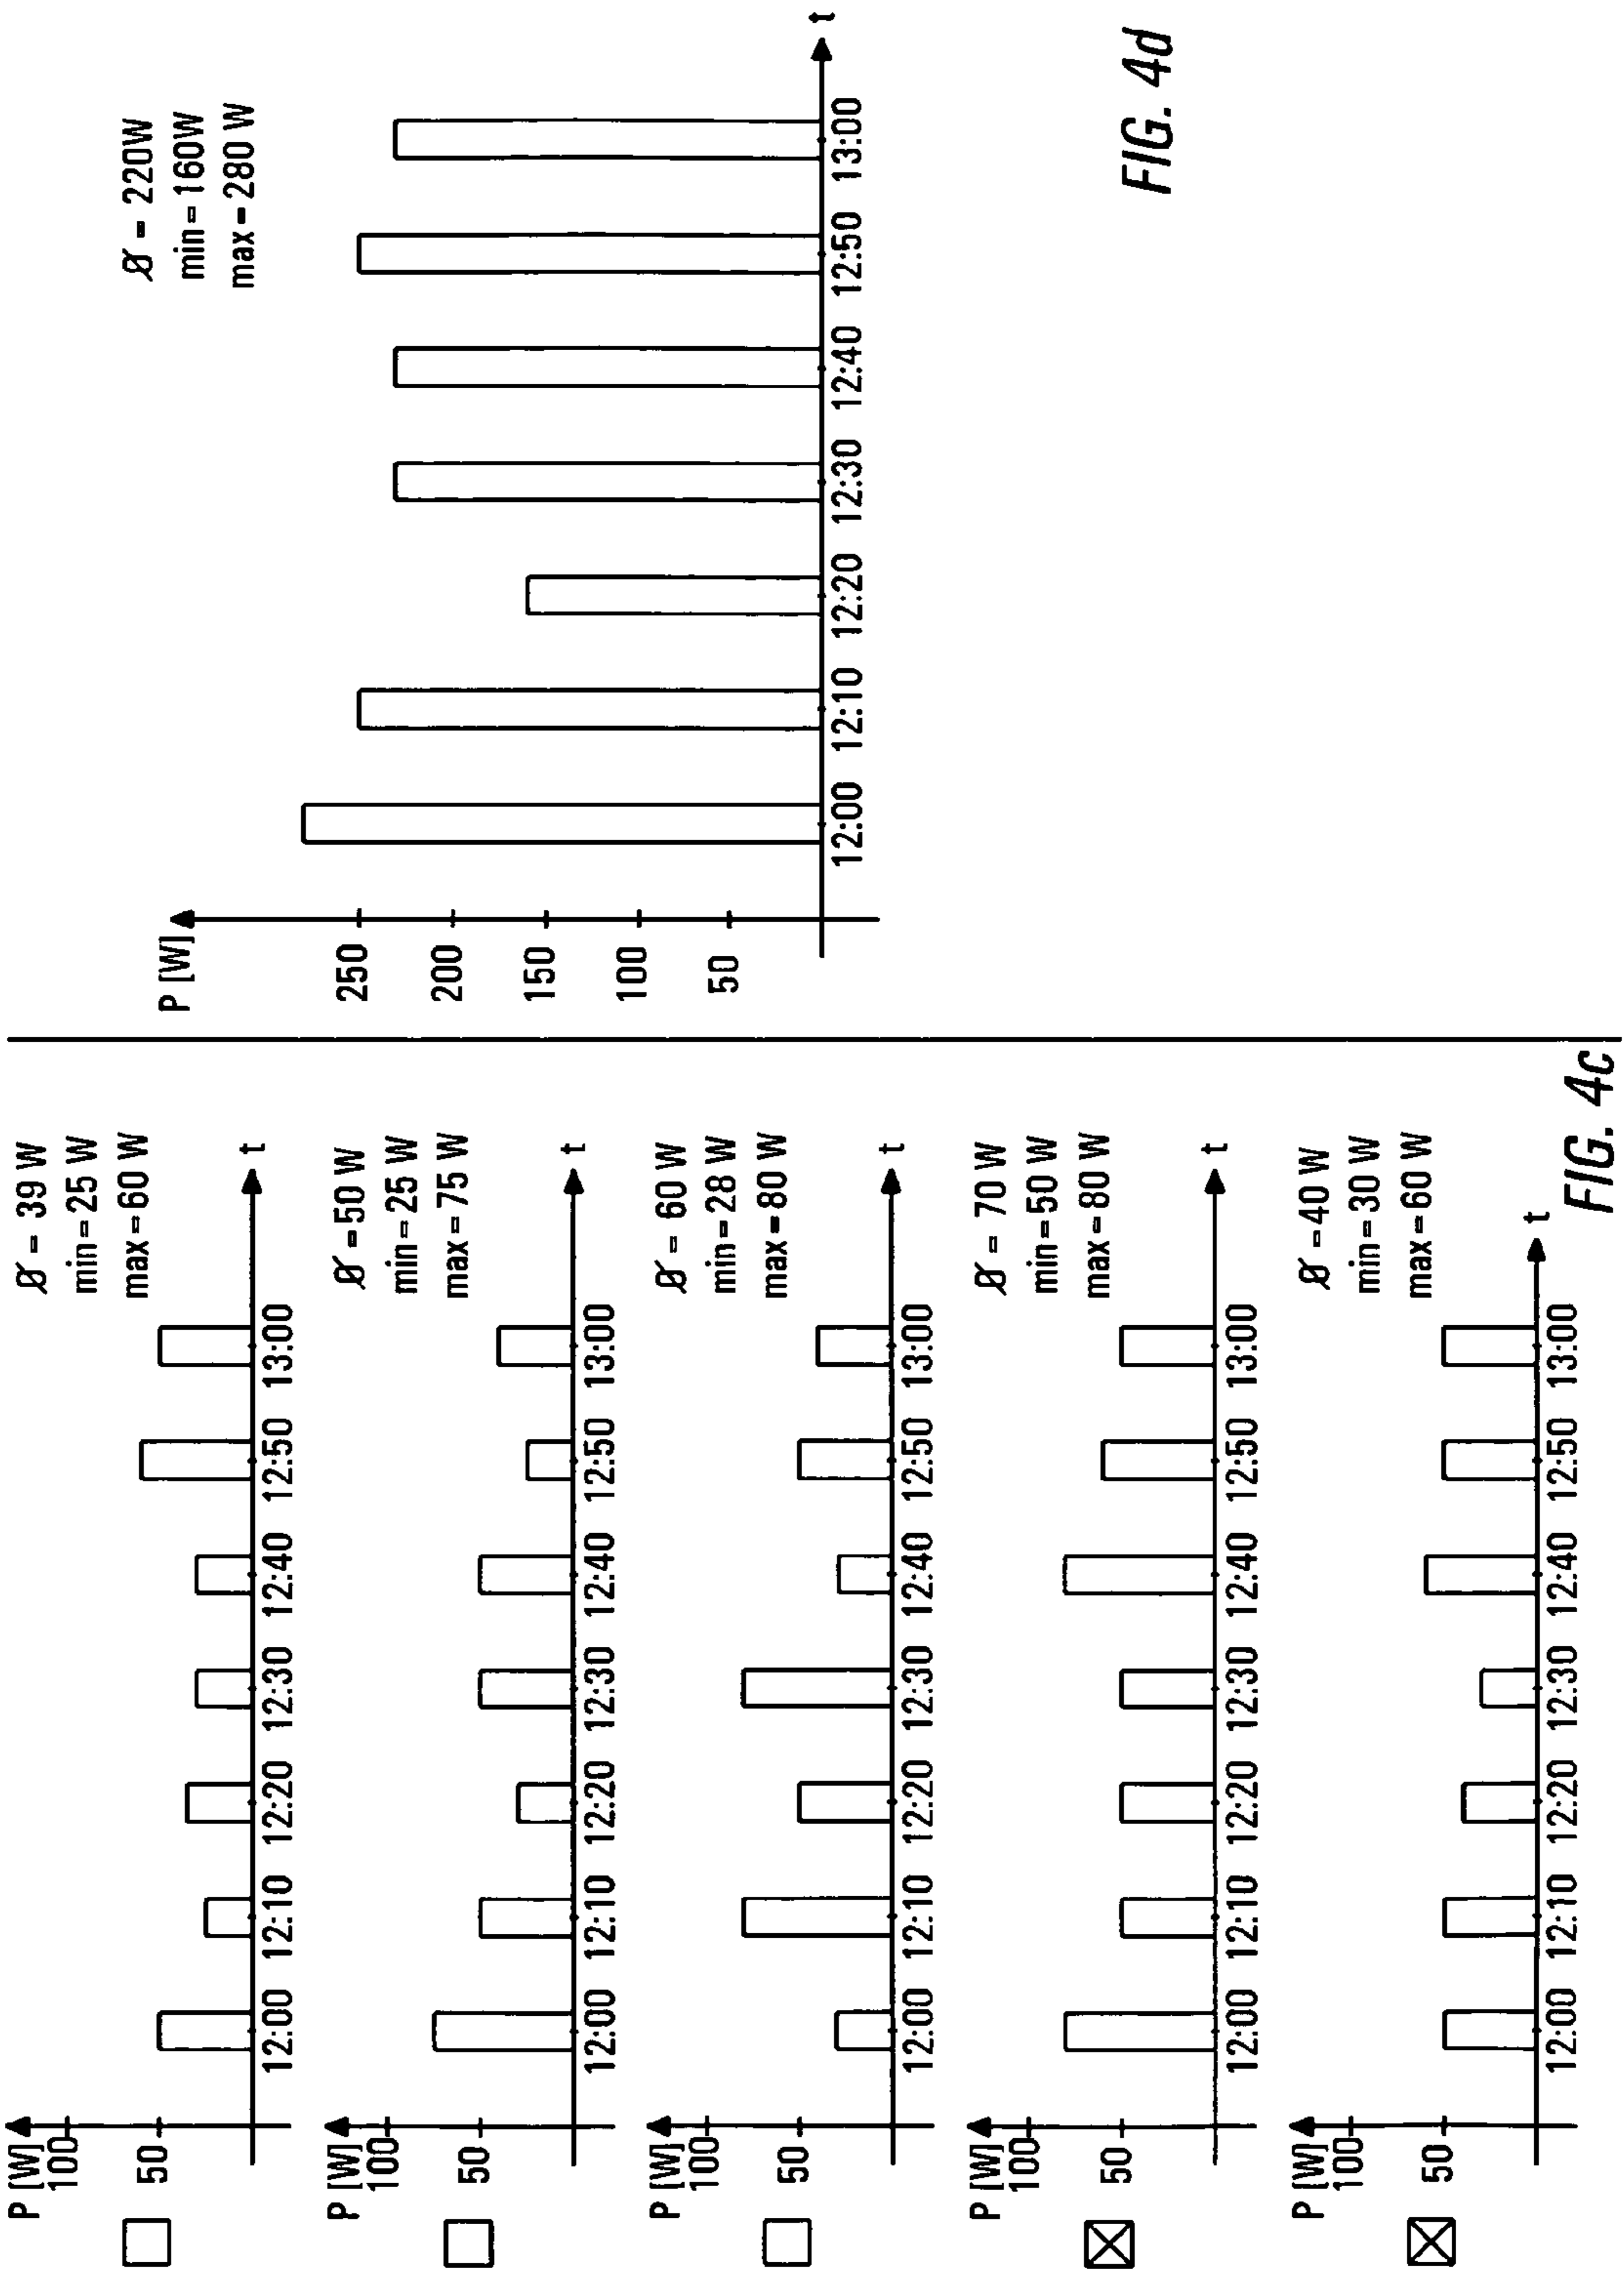 P [W]
100
50
12:00 12:10 12:20 12:30 12:40 12:50 13:00
t
Ø = 39 W
min = 25 W
max = 60 W
P [W]
100
50
12:00 12:10 12:20 12:30 12:40 12:50 13:00
t
Ø = 50 W
min = 25 W
max = 75 W
P [W]
100
50
12:00 12:10 12:20 12:30 12:40 12:50 13:00
t
Ø = 60 W
min = 28 W
max = 80 W
P [W]
100
50
12:00 12:10 12:20 12:30 12:40 12:50 13:00
t
Ø = 70 W
min = 50 W
max = 80 W
P [W]
100
50
12:00 12:10 12:20 12:30 12:40 12:50 13:00
t
Ø = 40 W
min = 30 W
max = 60 W
FIG. 4c
P [W]
250
200
150
100
50
12:00 12:10 12:20 12:30 12:40 12:50 13:00
t
Ø = 220W
min = 160W
max = 280 W
FIG. 4d